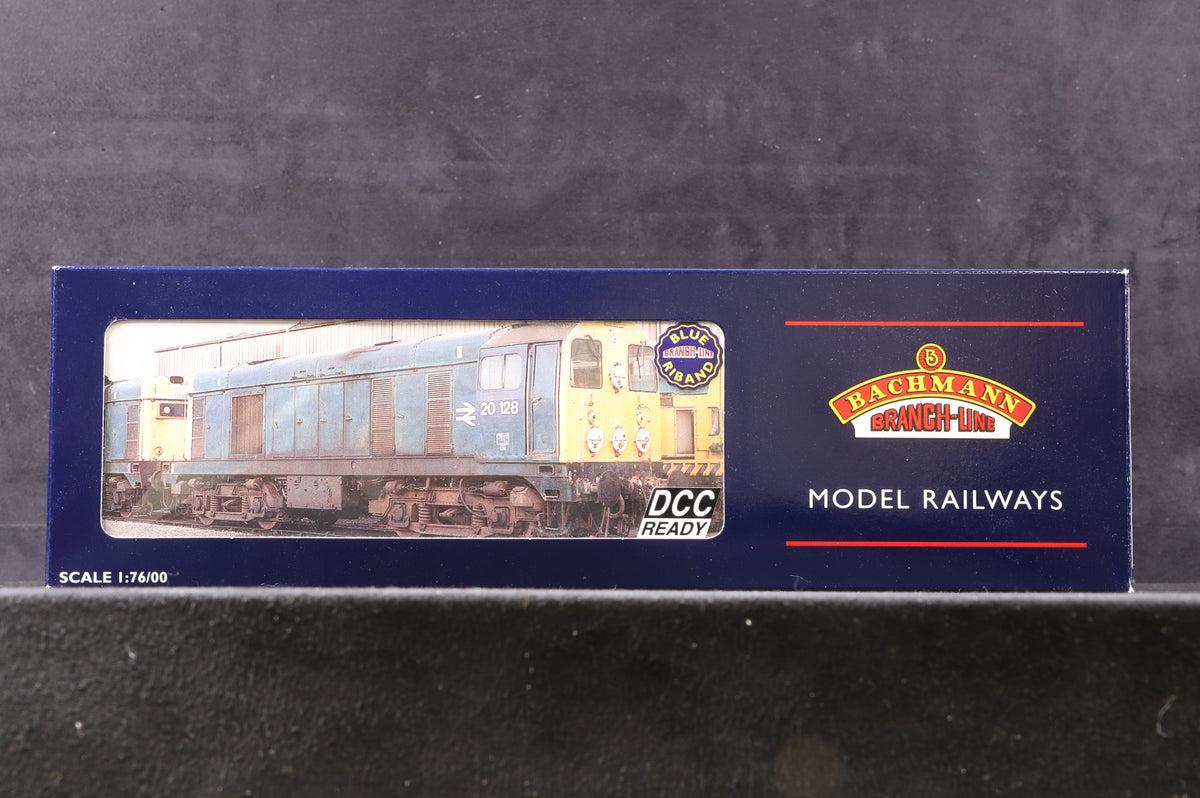 BLUE
BRANCH-LINE
RIBAND
20 128
DCC
READY
SCALE 1:76/00
B
BACHMANN
BRANCH-LINE
MODEL RAILWAYS